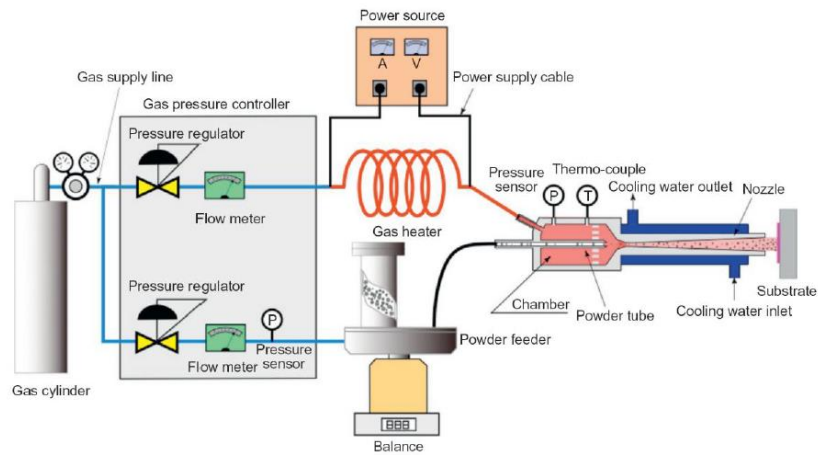 Power source
A V
Gas supply line
Power supply cable
Gas pressure controller
Pressure regulator
Pressure
sensor
Thermo-couple
P T
Cooling water outlet
Nozzle
Flow meter
Gas heater
Pressure regulator
P
Chamber
Powder tube
Substrate
Cooling water inlet
Powder feeder
Pressure
sensor
Flow meter
Gas cylinder
888
Balance